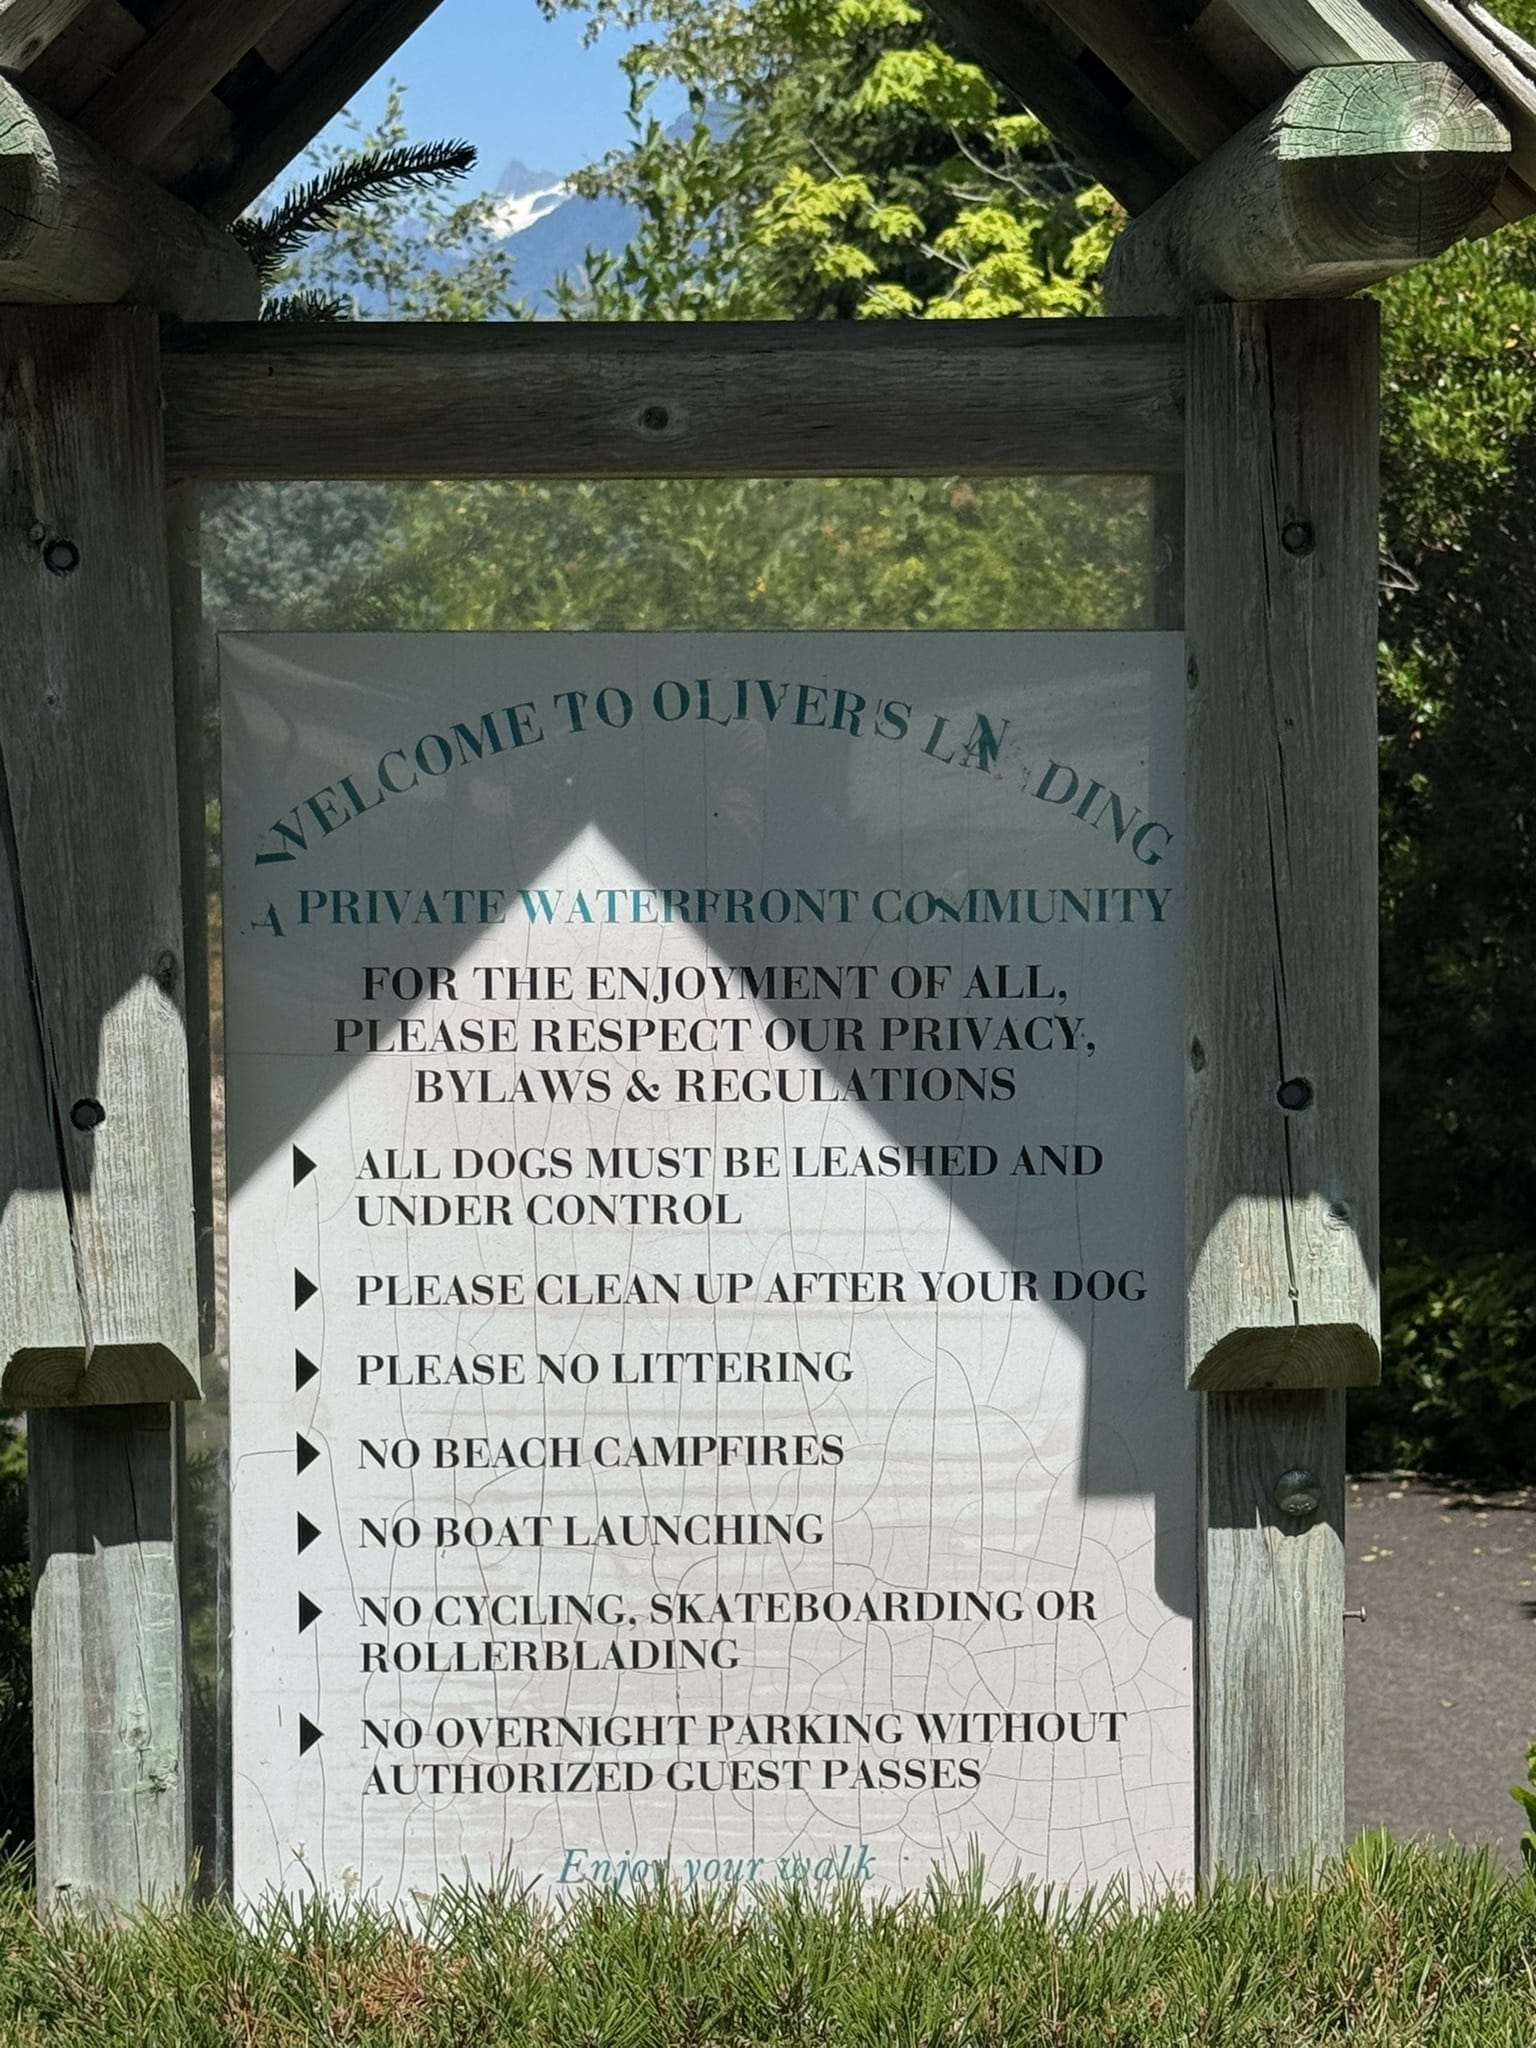 WELCOME TO OLIVER'S LANDING
A PRIVATE WATERFRONT COMMUNITY
FOR THE ENJOYMENT OF ALL,
PLEASE RESPECT OUR PRIVACY,
BYLAWS & REGULATIONS
ALL DOGS MUST BE LEASHED AND
UNDER CONTROL
PLEASE CLEAN UP AFTER YOUR DOG
PLEASE NO LITTERING
NO BEACH CAMPFIRES
NO BOAT LAUNCHING
NO CYCLING, SKATEBOARDING OR
ROLLERBLADING
NO OVERNIGHT PARKING WITHOUT
AUTHORIZED GUEST PASSES
Enjoy your walk